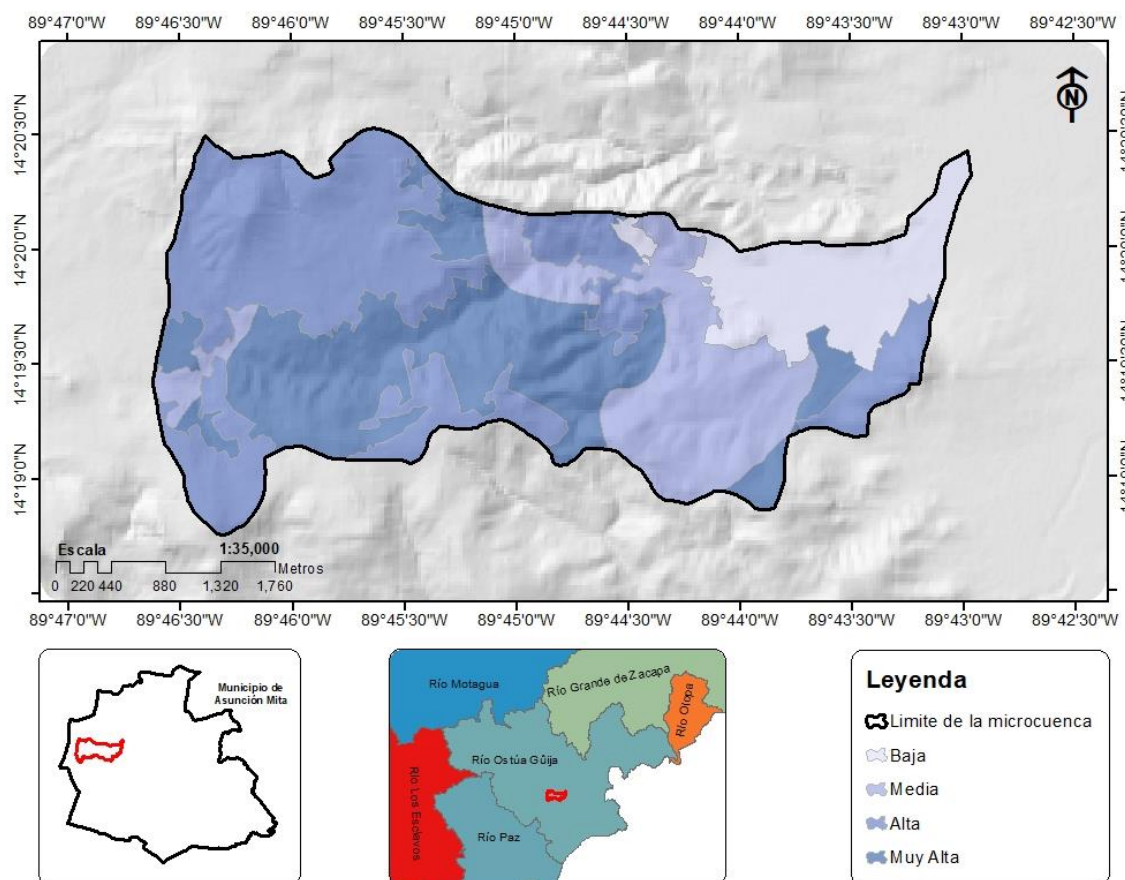 89°47'0"W 89°46'30"W 89°46'0"W 89°45'30"W 89°45'0"W 89°44'30"W 89°44'0"W 89°43'30"W 89°43'0"W 89°42'30"W
N
14°20'30"N
14°20'0"N
14°19'30"N
14°19'0"N
Escala 1:35,000
Metros
0 220 440 880 1,320 1,760
89°47'0"W 89°46'30"W 89°46'0"W 89°45'30"W 89°45'0"W 89°44'30"W 89°44'0"W 89°43'30"W 89°43'0"W 89°42'30"W
Municipio de
Asunción Mita
Río Motagua
Río Grande de Zacapa
Río Olopa
Río Ostúa Güija
Río Los Esclavos
Río Paz
Leyenda
Limite de la microcuenca
Baja
Media
Alta
Muy Alta